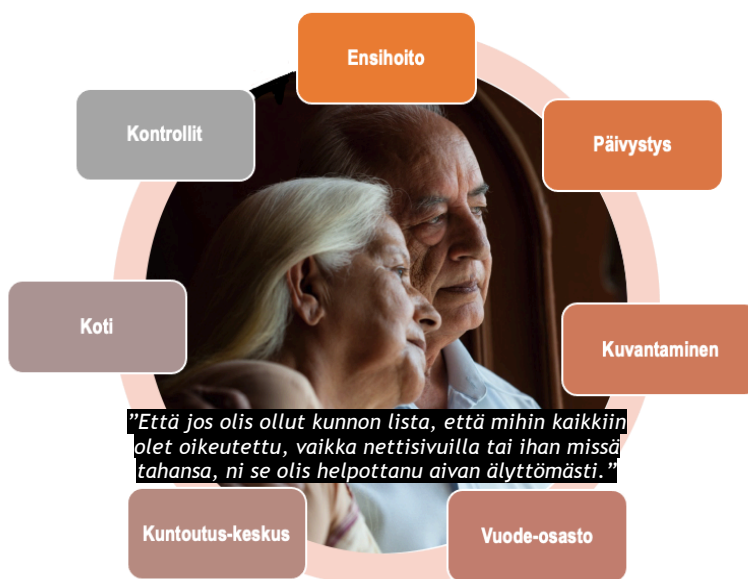 Ensihoito
Päivystys
Kuvantaminen
Vuode-osasto
Kuntoutus-keskus
Koti
Kontrollit
”Että jos olis ollut kunnon lista, että mihin kaikkiin
olet oikeutettu, vaikka nettisivuilla tai ihan missä
tahansa, ni se olis helpottanu aivan älyttömästi.”